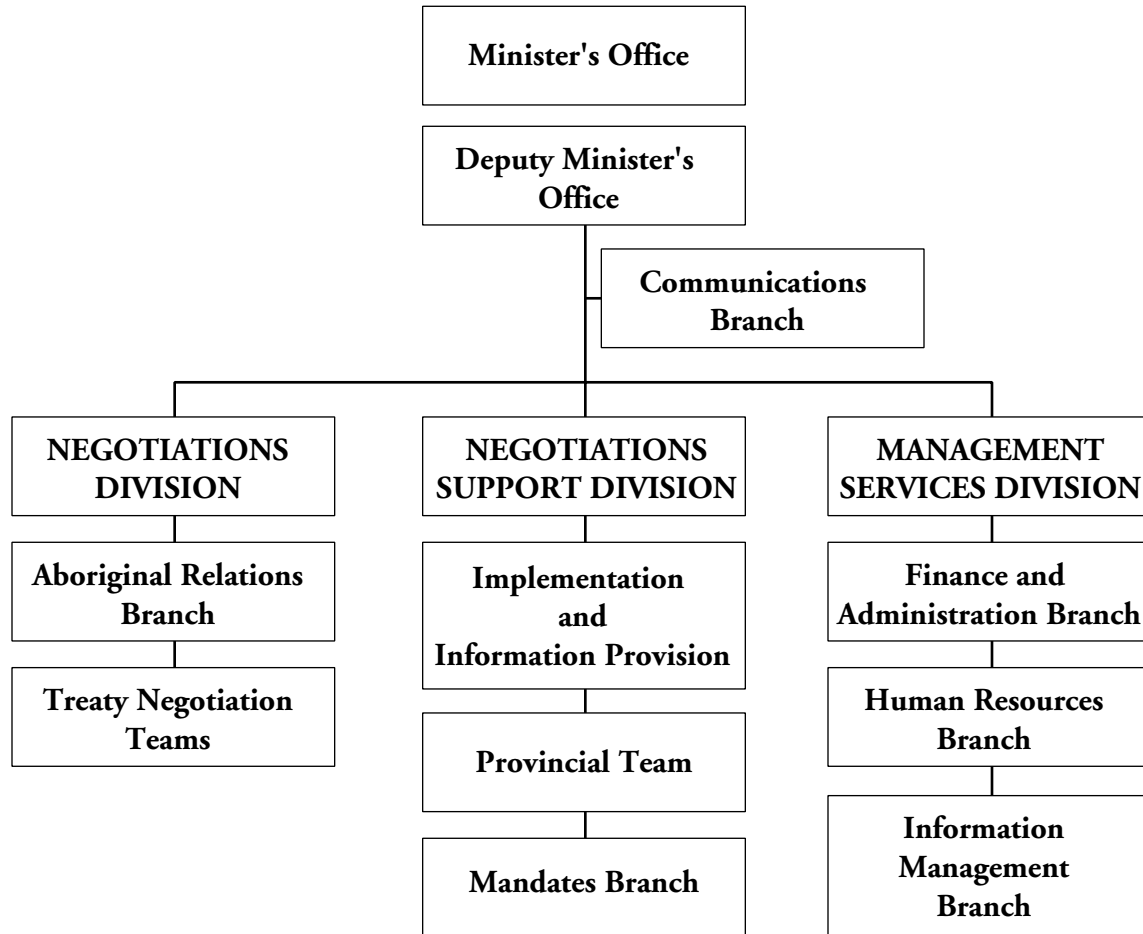 Minister's Office
Deputy Minister's
Office
Communications
Branch
NEGOTIATIONS
DIVISION
Aboriginal Relations
Branch
Treaty Negotiation
Teams
NEGOTIATIONS
SUPPORT DIVISION
Implementation
and
Information Provision
Provincial Team
Mandates Branch
MANAGEMENT
SERVICES DIVISION
Finance and
Administration Branch
Human Resources
Branch
Information
Management
Branch